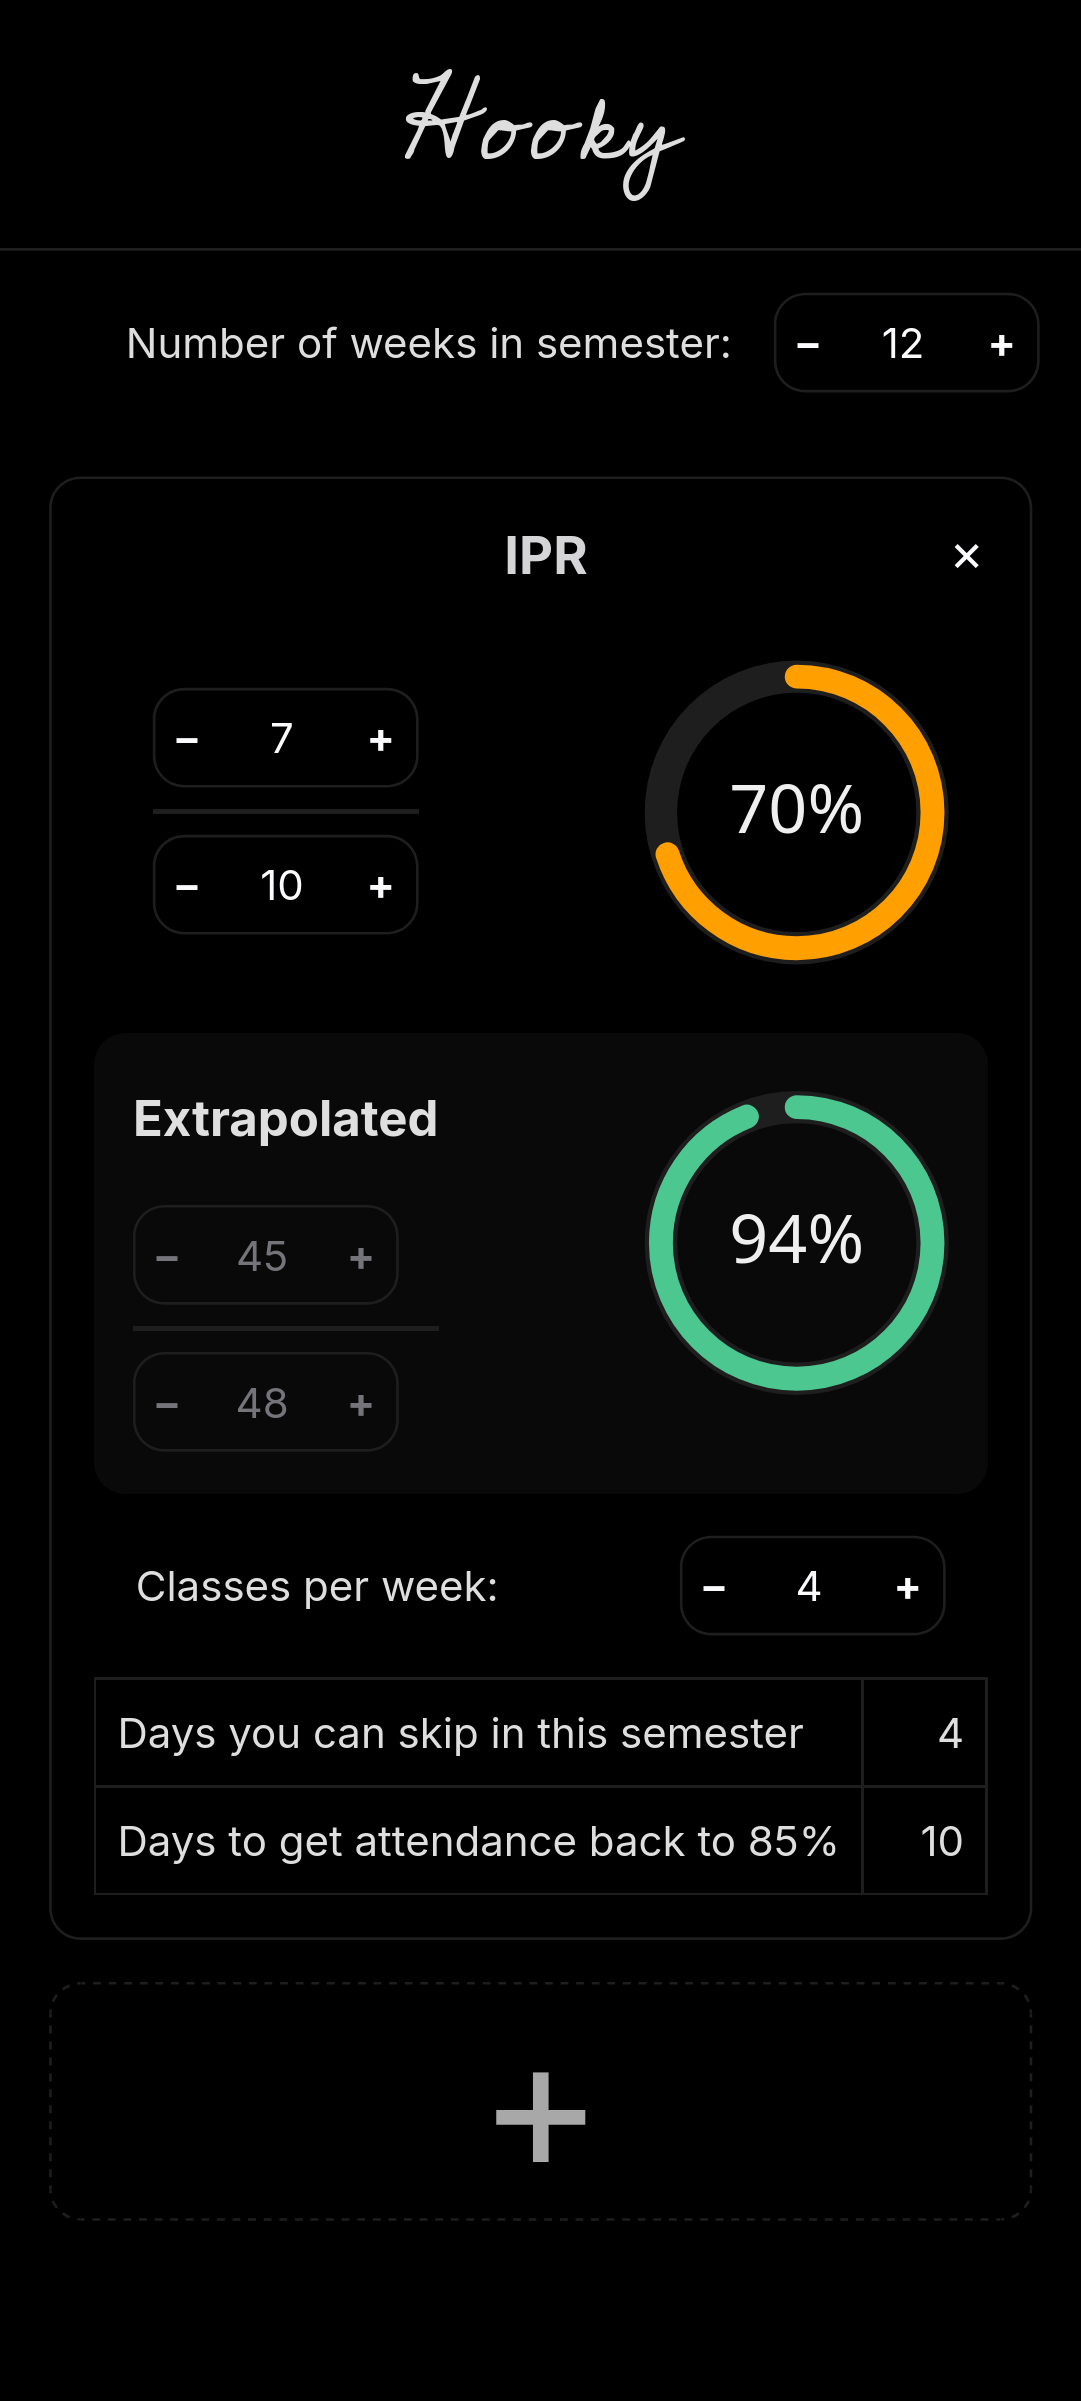 Hooky
Number of weeks in semester: − 12 +
IPR ×
− 7 +
− 10 +
70%
Extrapolated
− 45 +
− 48 +
94%
Classes per week: − 4 +
Days you can skip in this semester 4
Days to get attendance back to 85% 10
+